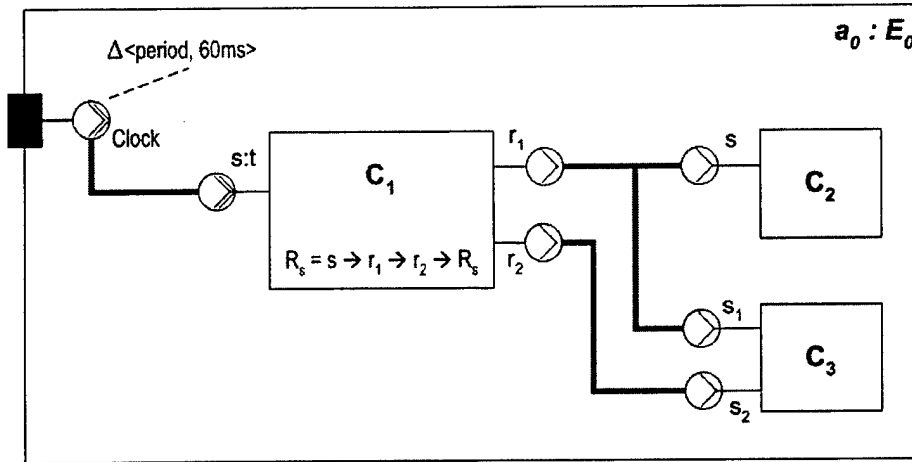 a₀ : E₀
Δ<period, 60ms>
Clock
s:t
C₁
Rₛ = s → r₁ → r₂ → Rₛ
r₁
r₂
s
C₂
s₁
C₃
s₂